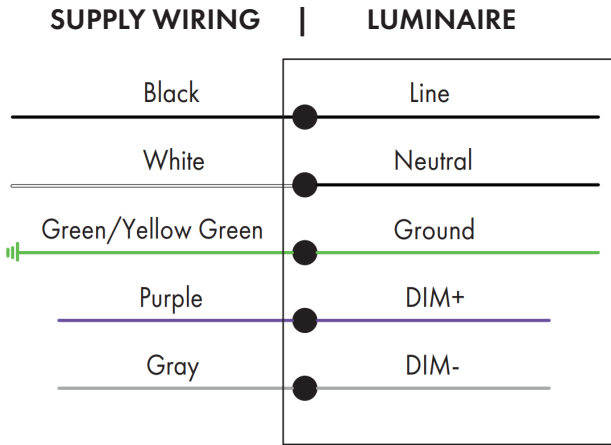 SUPPLY WIRING | LUMINAIRE
Black Line
White Neutral
Green/Yellow Green Ground
Purple DIM+
Gray DIM-